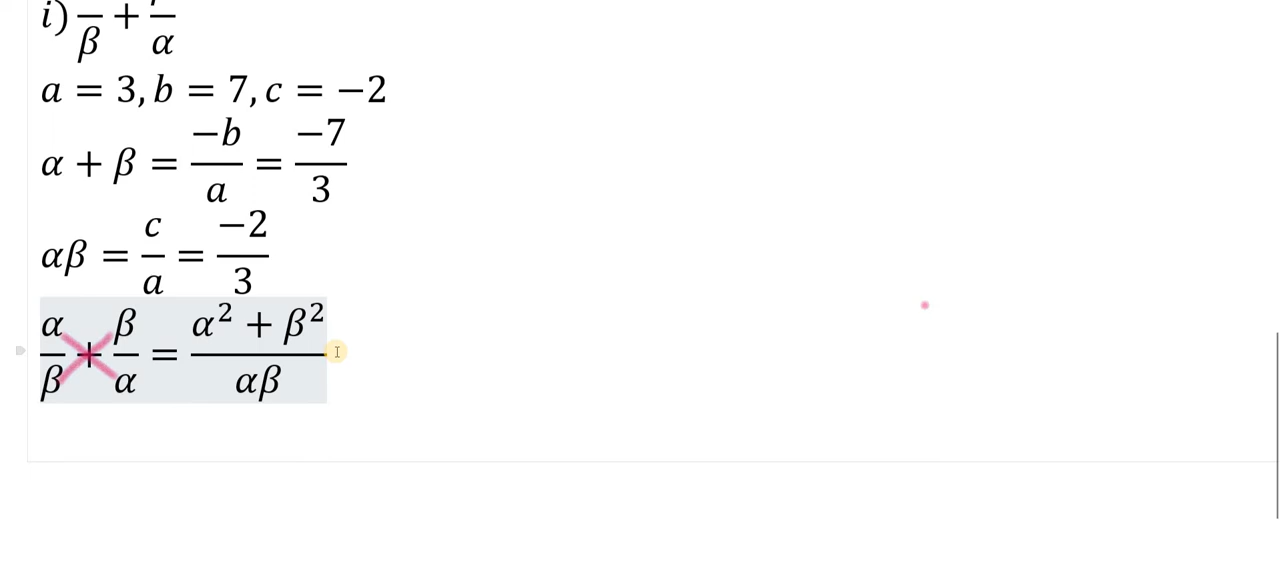 i) /β + /α
a = 3, b = 7, c = −2
α + β = −b/a = −7/3
αβ = c/a = −2/3
α/β + β/α = (α² + β²)/αβ